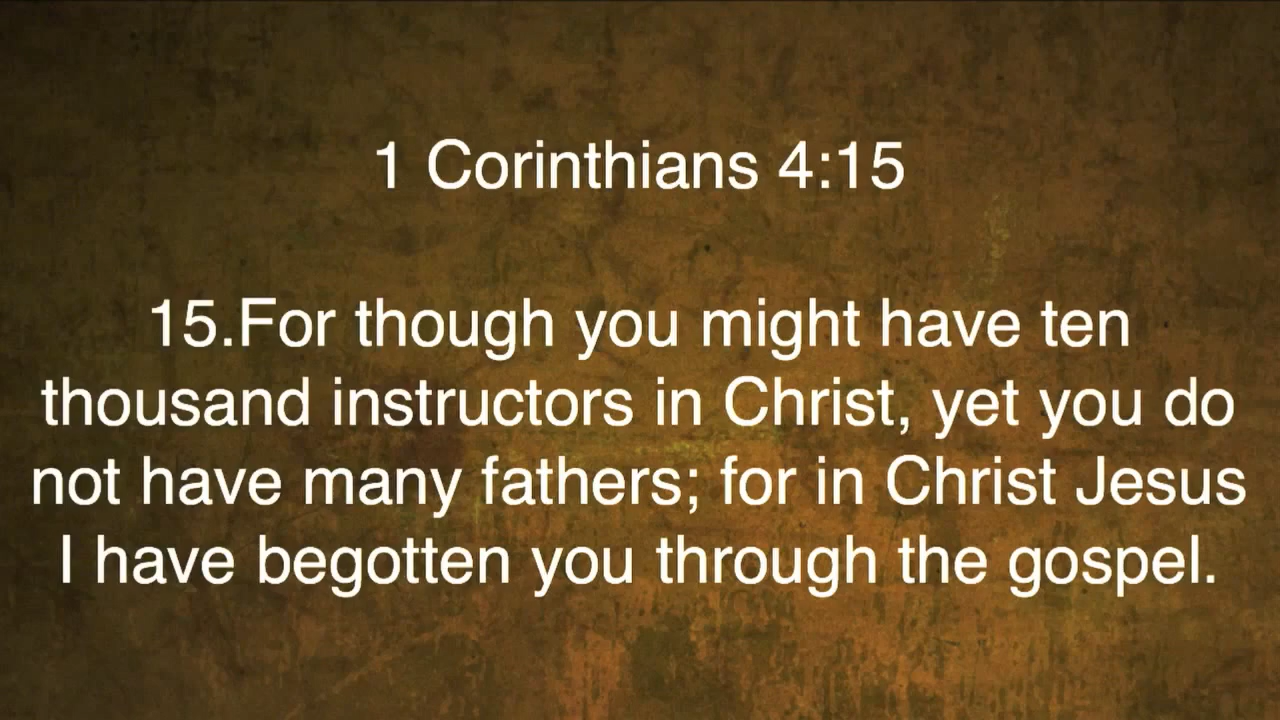 1 Corinthians 4:15
15.For though you might have ten
thousand instructors in Christ, yet you do
not have many fathers; for in Christ Jesus
I have begotten you through the gospel.